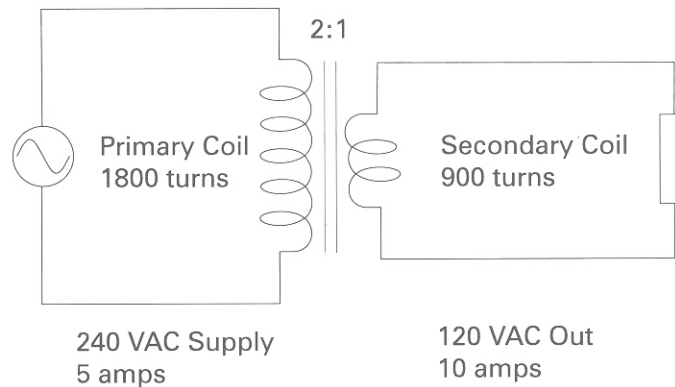 2:1
Primary Coil
1800 turns
Secondary Coil
900 turns
240 VAC Supply
5 amps
120 VAC Out
10 amps